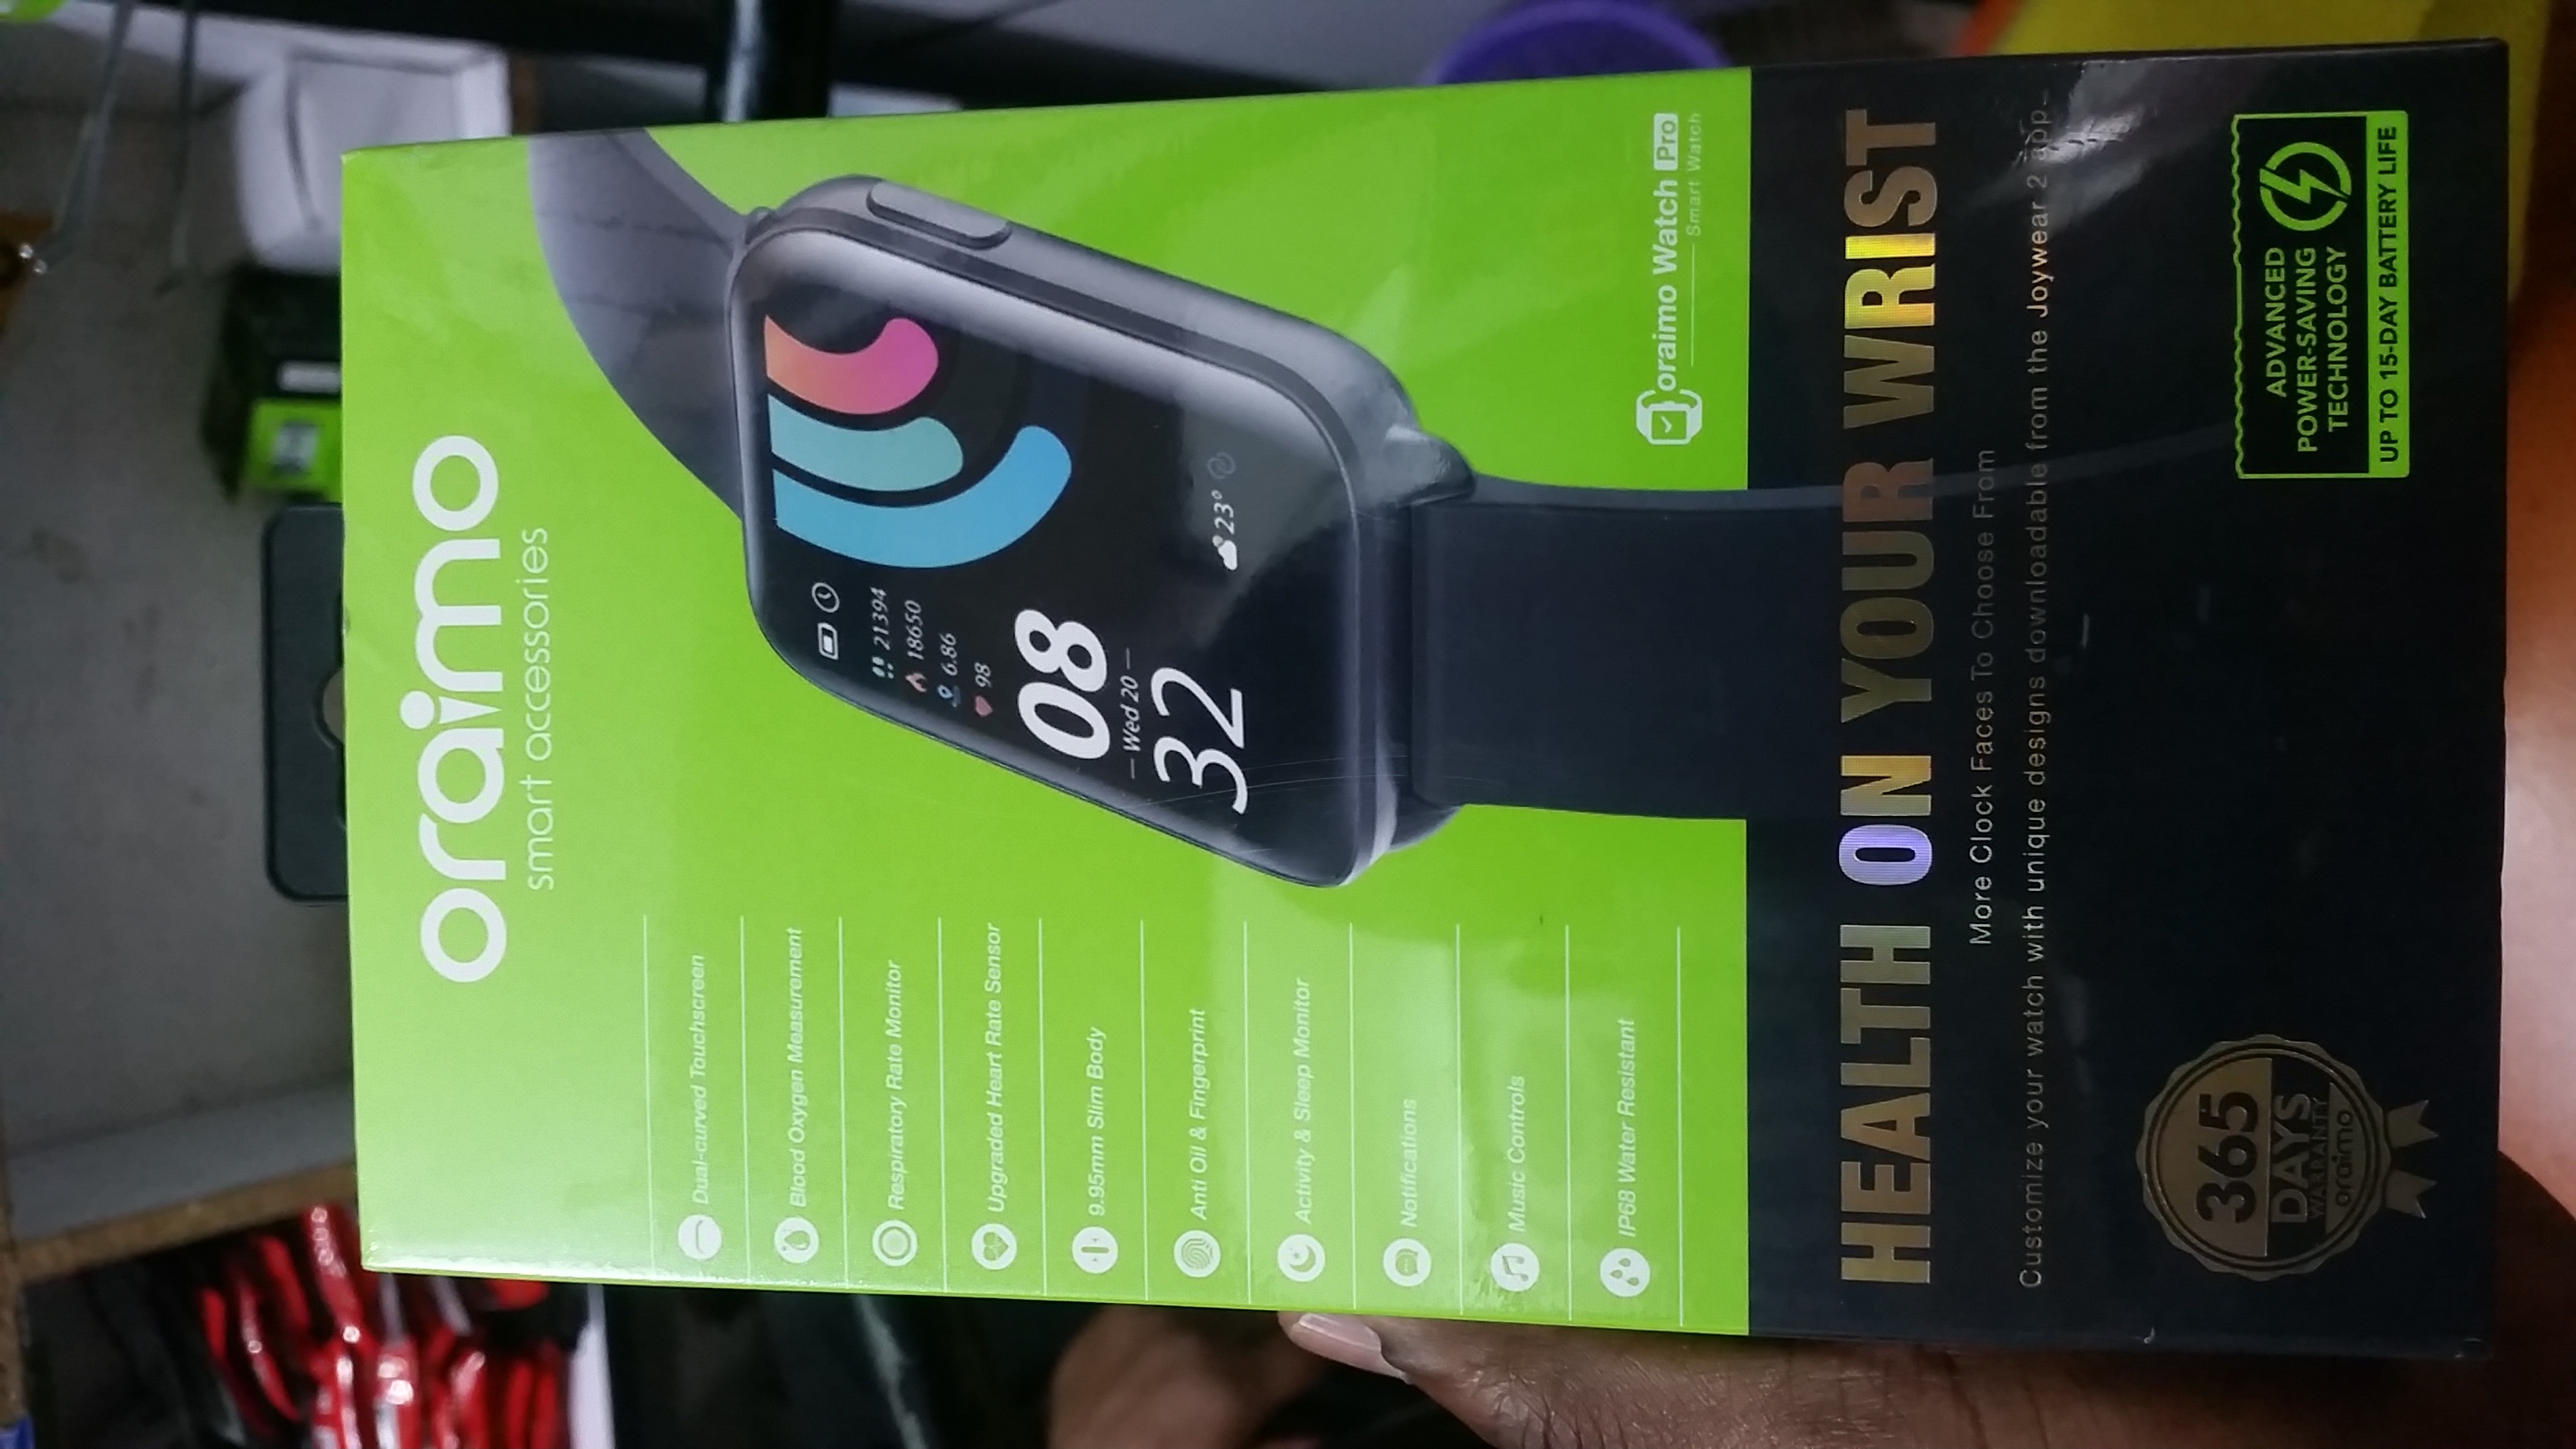 oraimo
smart accessories
Dual-curved Touchscreen
Blood Oxygen Measurement
Respiratory Rate Monitor
Upgraded Heart Rate Sensor
9.95mm Slim Body
Anti Oil & Fingerprint
Activity & Sleep Monitor
Notifications
Music Controls
IP68 Water Resistant
21394
18650
6.86
98
08
Wed 20
32
23°
oraimo Watch Pro
Smart Watch
HEALTH ON YOUR WRIST
More Clock Faces To Choose From
Customize your watch with unique designs downloadable from the Joywear 2 app.
365
DAYS
WARRANTY
oraimo
ADVANCED
POWER-SAVING
TECHNOLOGY
UP TO 15-DAY BATTERY LIFE